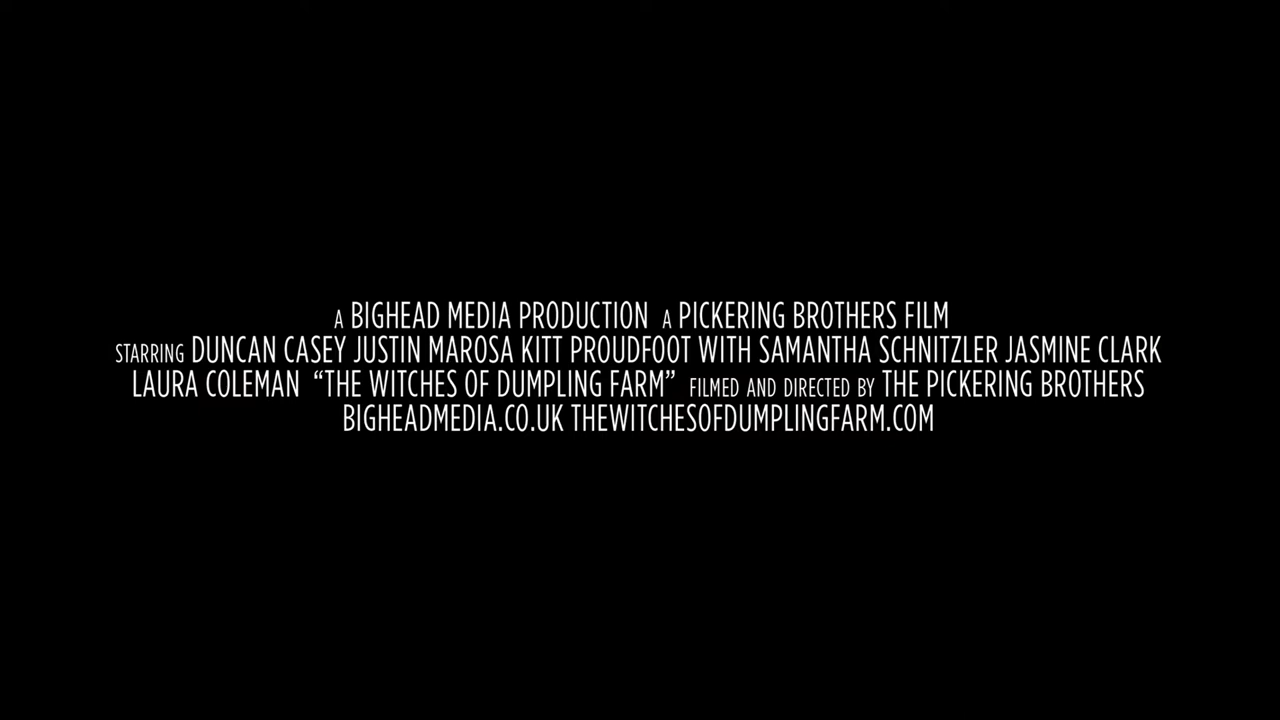 A BIGHEAD MEDIA PRODUCTION A PICKERING BROTHERS FILM
STARRING DUNCAN CASEY JUSTIN MAROSA KITT PROUDFOOT WITH SAMANTHA SCHNITZLER JASMINE CLARK
LAURA COLEMAN “THE WITCHES OF DUMPLING FARM” FILMED AND DIRECTED BY THE PICKERING BROTHERS
BIGHEADMEDIA.CO.UK THEWITCHESOFDUMPLINGFARM.COM